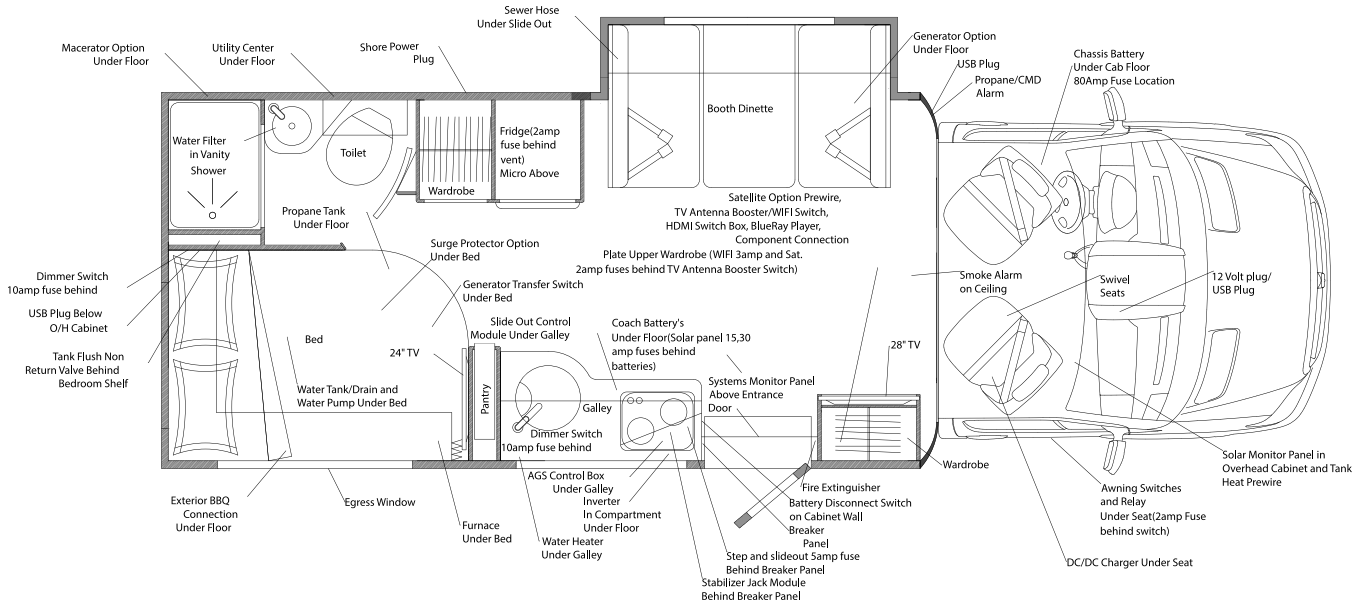 Sewer Hose
Under Slide Out
Macerator Option
Under Floor
Utility Center
Under Floor
Shore Power
Plug
Generator Option
Under Floor
USB Plug
Propane/CMD
Alarm
Chassis Battery
Under Cab Floor
80Amp Fuse Location
Booth Dinette
Water Filter
in Vanity
Shower
Toilet
Wardrobe
Fridge(2amp
fuse behind
vent)
Micro Above
Propane Tank
Under Floor
Satellite Option Prewire,
TV Antenna Booster/WIFI Switch,
HDMI Switch Box, BlueRay Player,
Component Connection
Plate Upper Wardrobe (WIFI 3amp and Sat.
2amp fuses behind TV Antenna Booster Switch)
Surge Protector Option
Under Bed
Generator Transfer Switch
Under Bed
Smoke Alarm
on Ceiling
Swivel
Seats
12 Volt plug/
USB Plug
Dimmer Switch
10amp fuse behind
USB Plug Below
O/H Cabinet
Tank Flush Non
Return Valve Behind
Bedroom Shelf
Bed
Water Tank/Drain and
Water Pump Under Bed
24" TV
Slide Out Control
Module Under Galley
Coach Battery's
Under Floor(Solar panel 15,30
amp fuses behind
batteries)
Systems Monitor Panel
Above Entrance
Door
28" TV
Pantry
Galley
Dimmer Switch
10amp fuse behind
Wardrobe
Solar Monitor Panel in
Overhead Cabinet and Tank
Heat Prewire
Exterior BBQ
Connection
Under Floor
Egress Window
Furnace
Under Bed
AGS Control Box
Under Galley
Inverter
In Compartment
Under Floor
Water Heater
Under Galley
Fire Extinguisher
Battery Disconnect Switch
on Cabinet Wall
Breaker
Panel
Step and slideout 5amp fuse
Behind Breaker Panel
Stabilizer Jack Module
Behind Breaker Panel
Awning Switches
and Relay
Under Seat(2amp Fuse
behind switch)
DC/DC Charger Under Seat